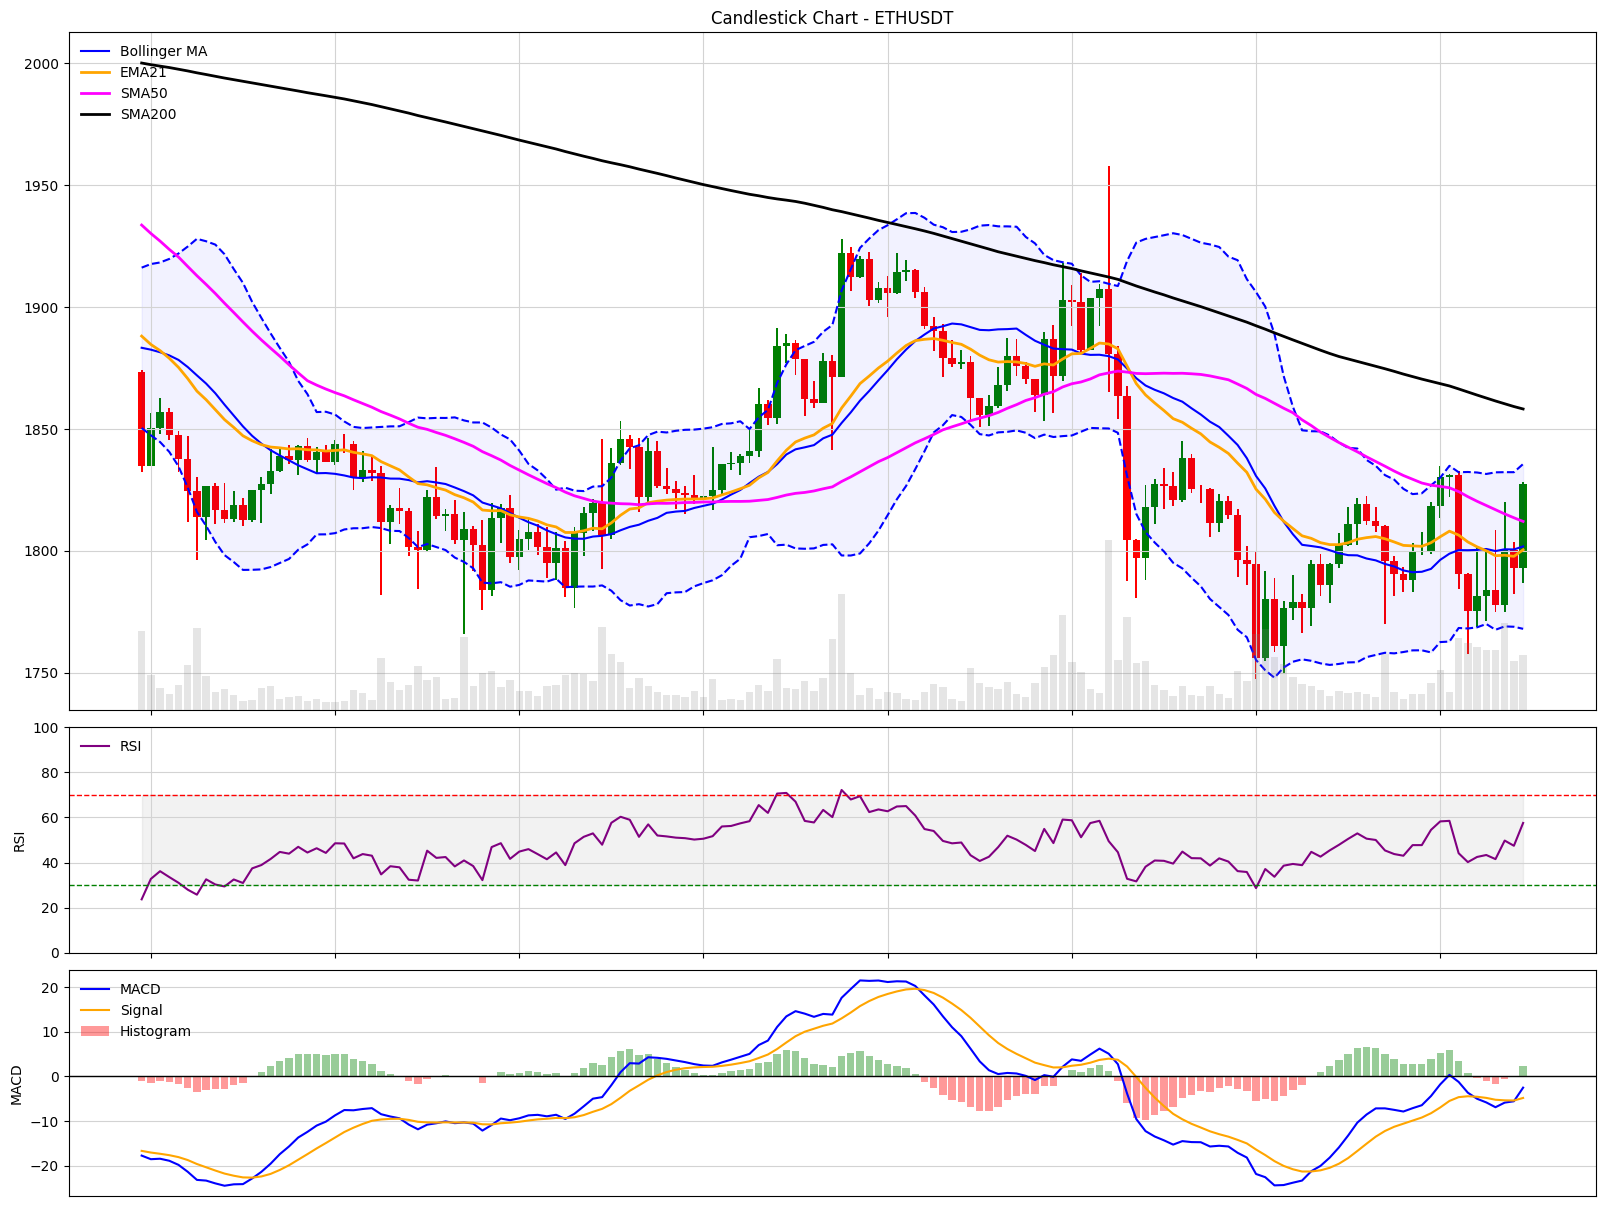 Candlestick Chart - ETHUSDT
Bollinger MA
EMA21
SMA50
SMA200
2000
1950
1900
1850
1800
1750
RSI
100
80
60
40
20
0
RSI
MACD
Signal
Histogram
20
10
0
−10
−20
MACD